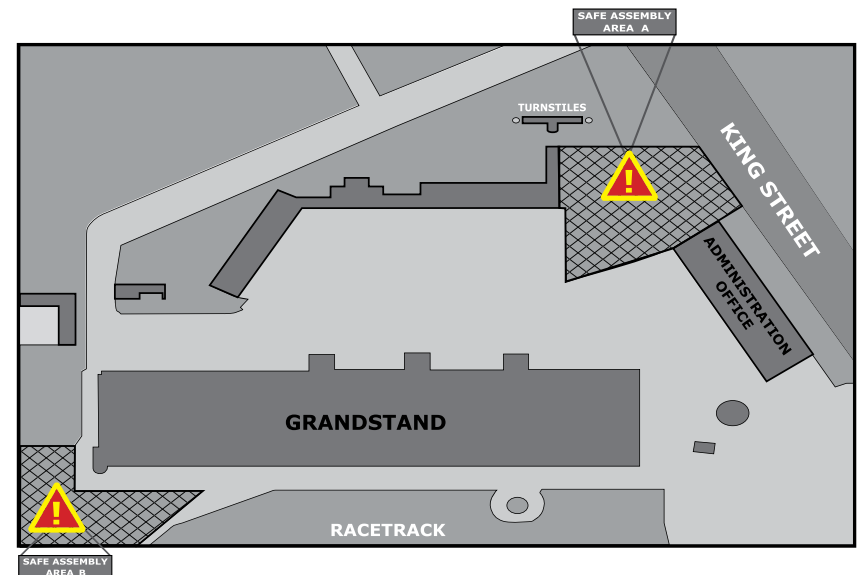 SAFE ASSEMBLY
AREA A
TURNSTILES
KING STREET
ADMINISTRATION
OFFICE
GRANDSTAND
RACETRACK
SAFE ASSEMBLY
AREA B